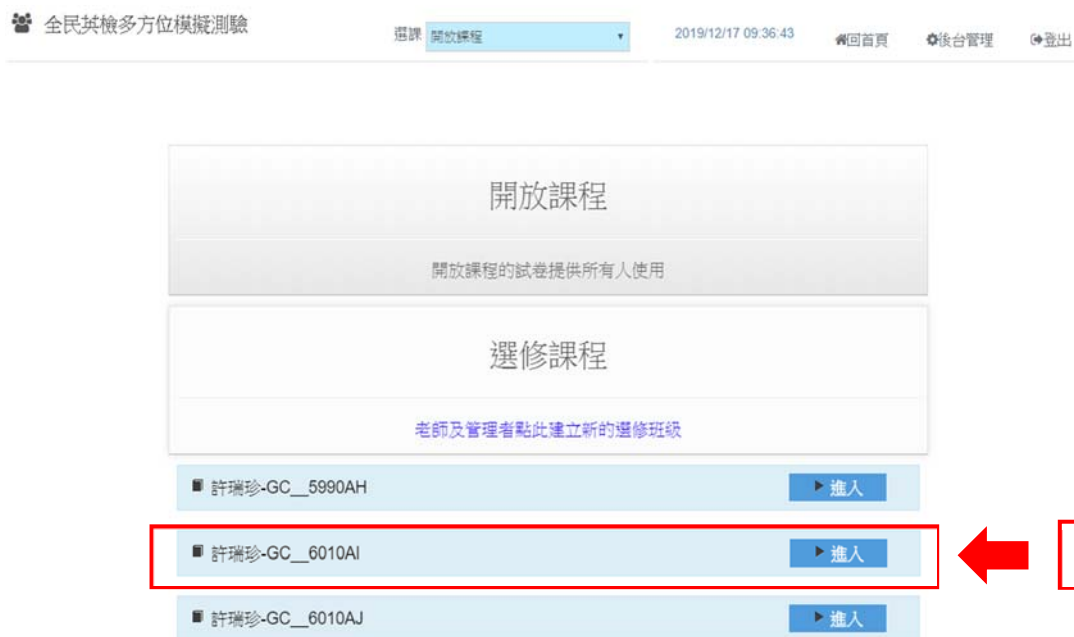 全民英檢多方位模擬測驗 選課 開放課程 2019/12/17 09:36:43 回首頁 後台管理 登出
開放課程
開放課程的試卷提供所有人使用
選修課程
老師及管理者點此建立新的選修班級
許瑞珍-GC__5990AH 進入
許瑞珍-GC__6010AI 進入
許瑞珍-GC__6010AJ 進入